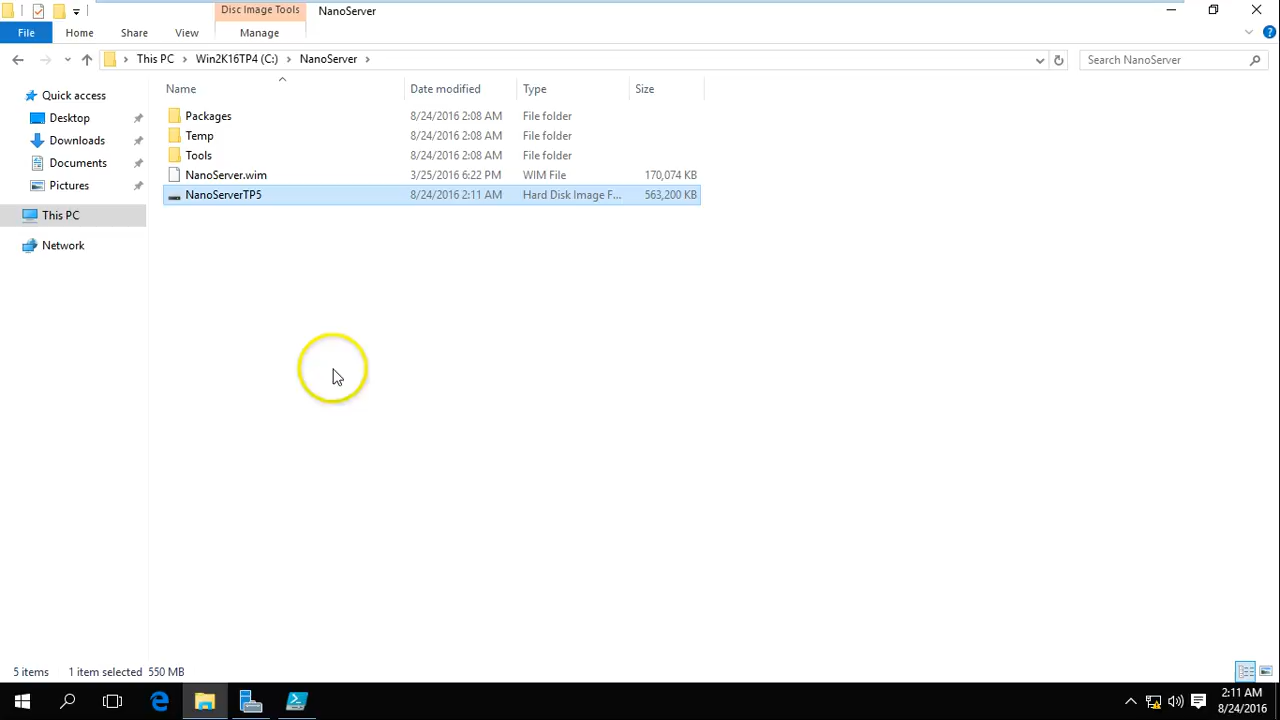 Disc Image Tools
NanoServer
File
Home
Share
View
Manage
This PC
Win2K16TP4 (C:)
NanoServer
Search NanoServer
Name
Date modified
Type
Size
Quick access
Desktop
Downloads
Documents
Pictures
This PC
Network
Packages 8/24/2016 2:08 AM File folder
Temp 8/24/2016 2:08 AM File folder
Tools 8/24/2016 2:08 AM File folder
NanoServer.wim 3/25/2016 6:22 PM WIM File 170,074 KB
NanoServerTP5 8/24/2016 2:11 AM Hard Disk Image F... 563,200 KB
5 items 1 item selected 550 MB
2:11 AM
8/24/2016